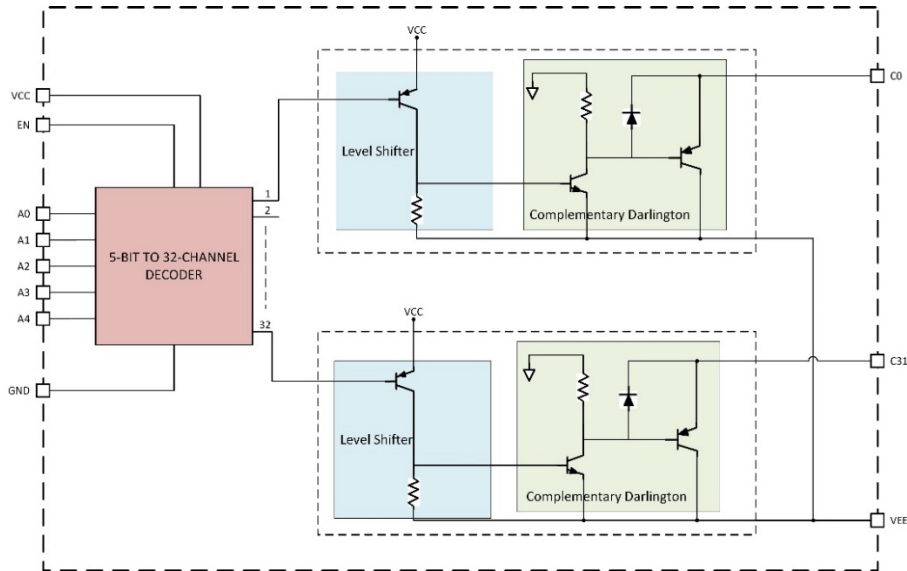 VCC
C0
VCC
EN
Level Shifter
Complementary Darlington
1
2
A0
A1
A2
A3
A4
5-BIT TO 32-CHANNEL
DECODER
32
VCC
GND
C31
Level Shifter
Complementary Darlington
VEE